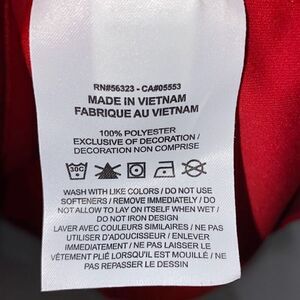 RN#56323 - CA#05553
MADE IN VIETNAM
FABRIQUE AU VIETNAM
100% POLYESTER
EXCLUSIVE OF DECORATION /
DECORATION NON COMPRISE
30C
WASH WITH LIKE COLORS / DO NOT USE
SOFTENERS / REMOVE IMMEDIATELY / DO
NOT ALLOW TO LAY ON ITSELF WHEN WET /
DO NOT IRON DESIGN
LAVER AVEC COULEURS SIMILAIRES / NE PAS
UTILISER D'ADOUCISSEUR / ENLEVER
IMMEDIATEMENT / NE PAS LAISSER LE
VÊTEMENT PLIÉ LORSQU'IL EST MOUILLÉ / NE
PAS REPASSER LE DESSIN